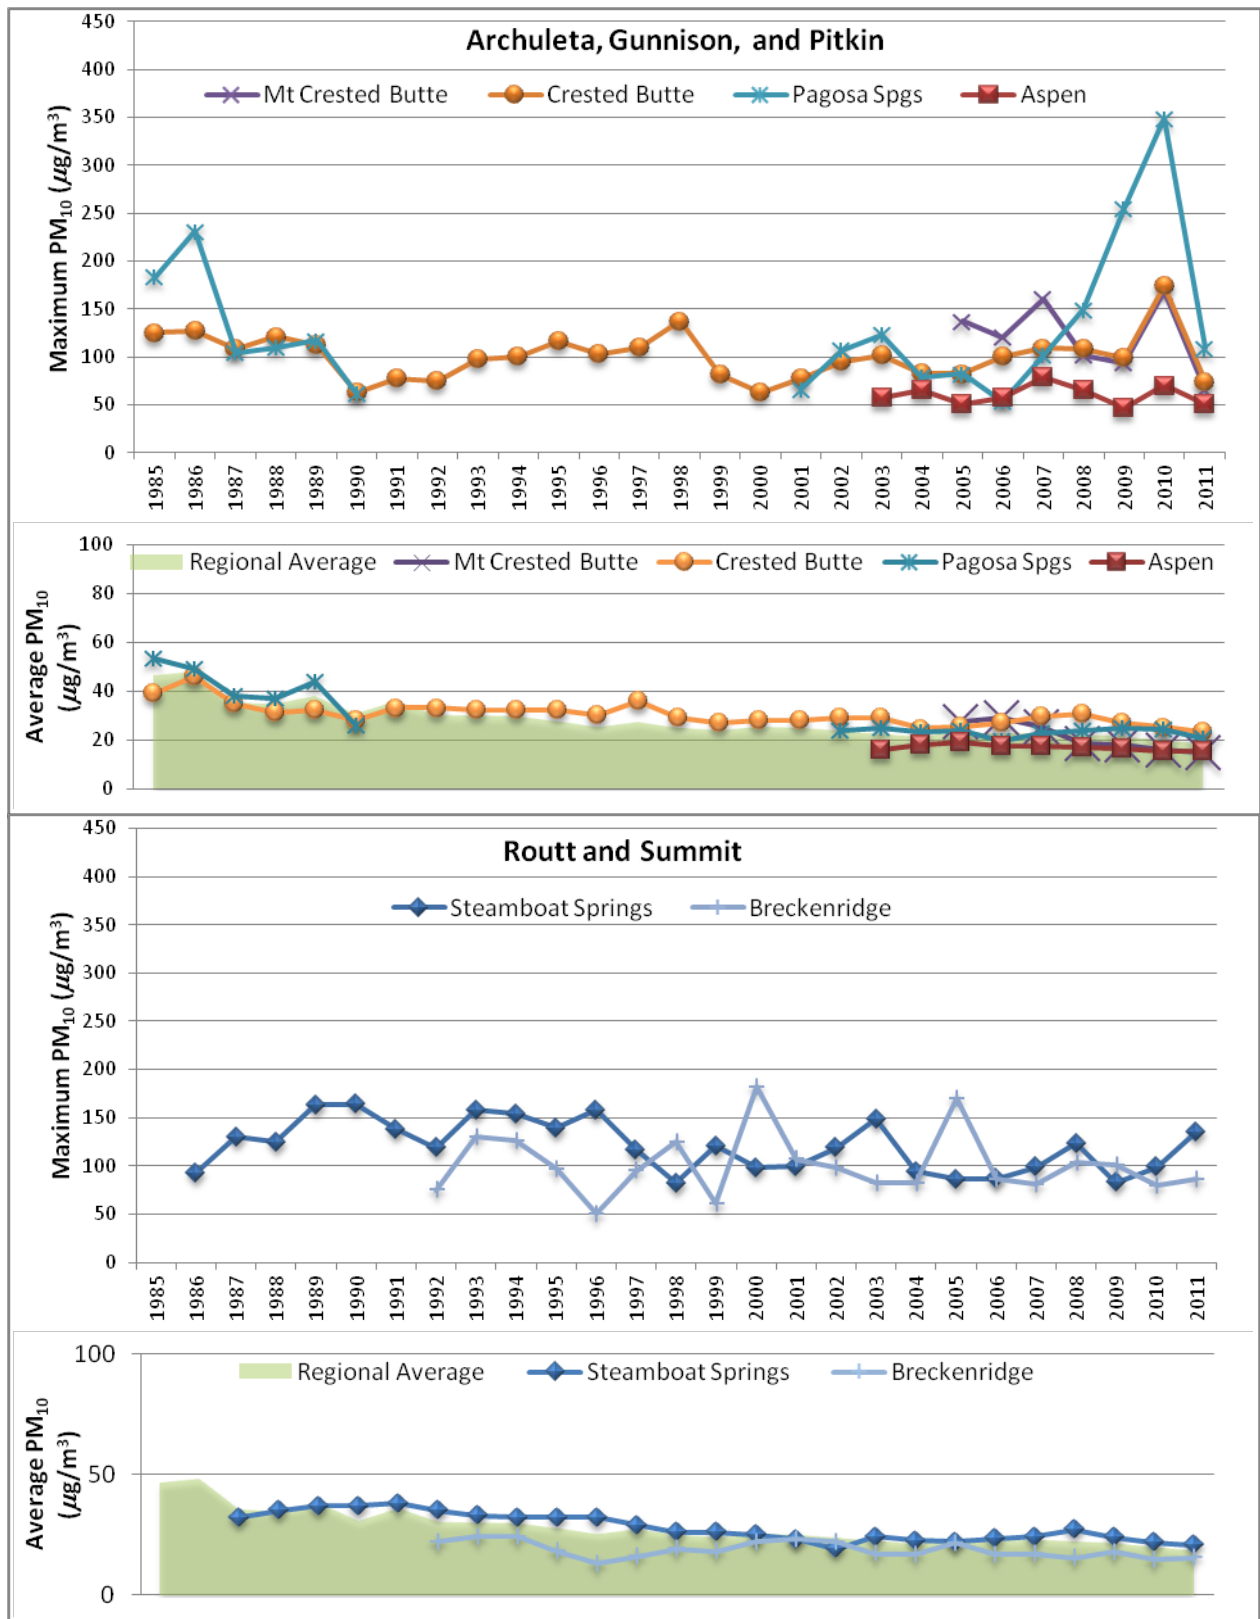 Archuleta, Gunnison, and Pitkin
Mt Crested Butte Crested Butte Pagosa Spgs Aspen
Maximum PM₁₀ (µg/m³)
450
400
350
300
250
200
150
100
50
0
1985 1986 1987 1988 1989 1990 1991 1992 1993 1994 1995 1996 1997 1998 1999 2000 2001 2002 2003 2004 2005 2006 2007 2008 2009 2010 2011
Regional Average Mt Crested Butte Crested Butte Pagosa Spgs Aspen
Average PM₁₀
(µg/m³)
100
80
60
40
20
0
Routt and Summit
Steamboat Springs Breckenridge
Maximum PM₁₀ (µg/m³)
450
400
350
300
250
200
150
100
50
0
1985 1986 1987 1988 1989 1990 1991 1992 1993 1994 1995 1996 1997 1998 1999 2000 2001 2002 2003 2004 2005 2006 2007 2008 2009 2010 2011
Regional Average Steamboat Springs Breckenridge
Average PM₁₀
(µg/m³)
100
50
0